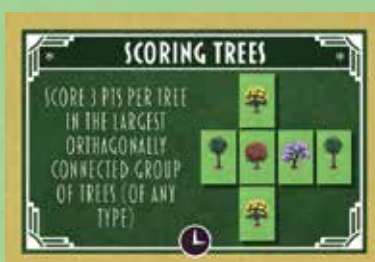 SCORING TREES
SCORE 3 PTS PER TREE
IN THE LARGEST
ORTHAGONALLY
CONNECTED GROUP
OF TREES (OF ANY
TYPE)